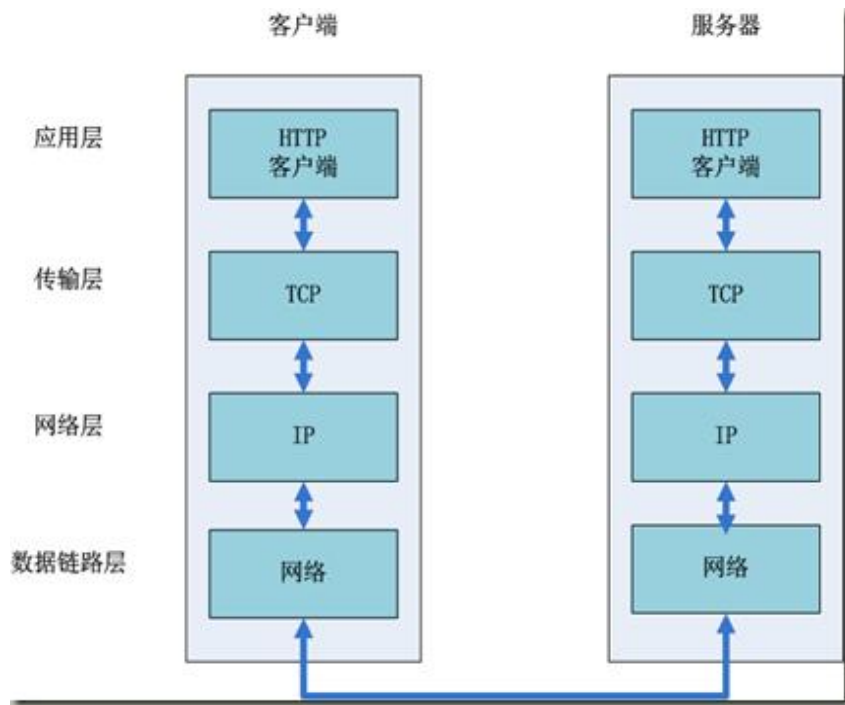 客户端 服务器
应用层
HTTP
客户端
HTTP
客户端
传输层
TCP
TCP
网络层
IP
IP
数据链路层
网络
网络